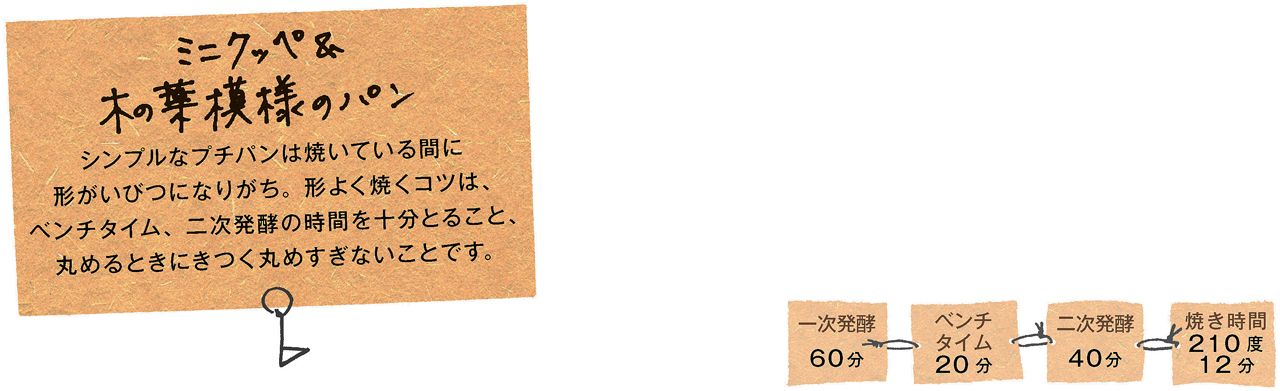 ミニクッペ&
木の葉模様のパン
シンプルなプチパンは焼いている間に
形がいびつになりがち。形よく焼くコツは、
ベンチタイム、二次発酵の時間を十分とること、
丸めるときにきつく丸めすぎないことです。
一次発酵
60分
ベンチ
タイム
20分
二次発酵
40分
焼き時間
210度
12分